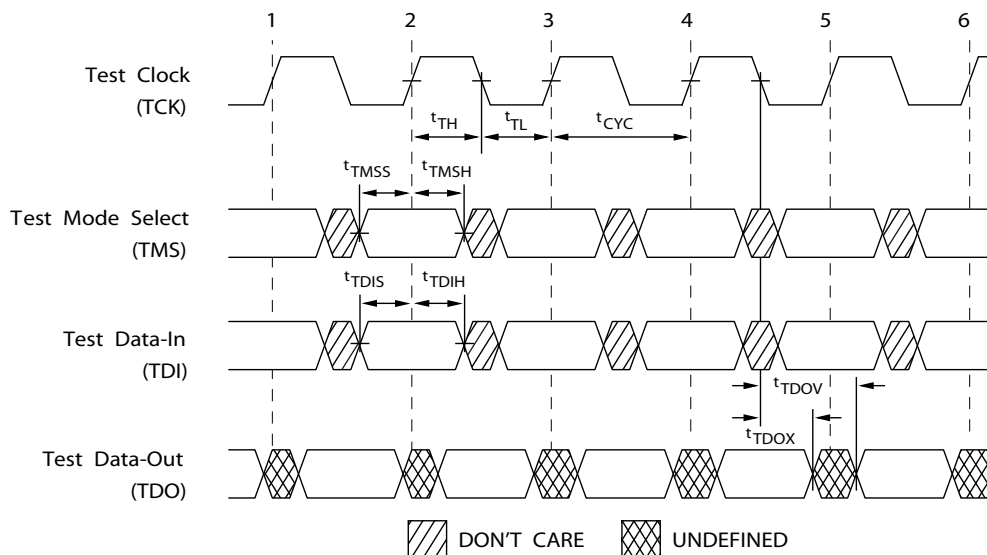 1 2 3 4 5 6
Test Clock
(TCK)
tTH tTL tCYC
tTMSS tTMSH
Test Mode Select
(TMS)
tTDIS tTDIH
Test Data-In
(TDI)
tTDOV
tTDOX
Test Data-Out
(TDO)
DON'T CARE UNDEFINED